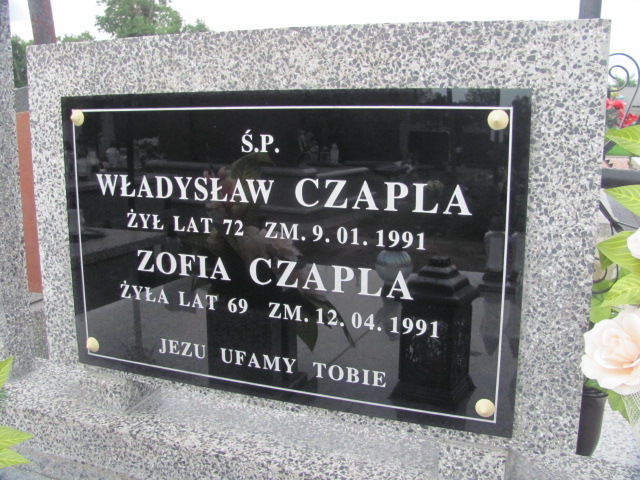 Ś.P.
WŁADYSŁAW CZAPLA
ŻYŁ LAT 72 ZM. 9.01.1991
ZOFIA CZAPLA
ŻYŁA LAT 69 ZM. 12.04.1991
JEZU UFAMY TOBIE